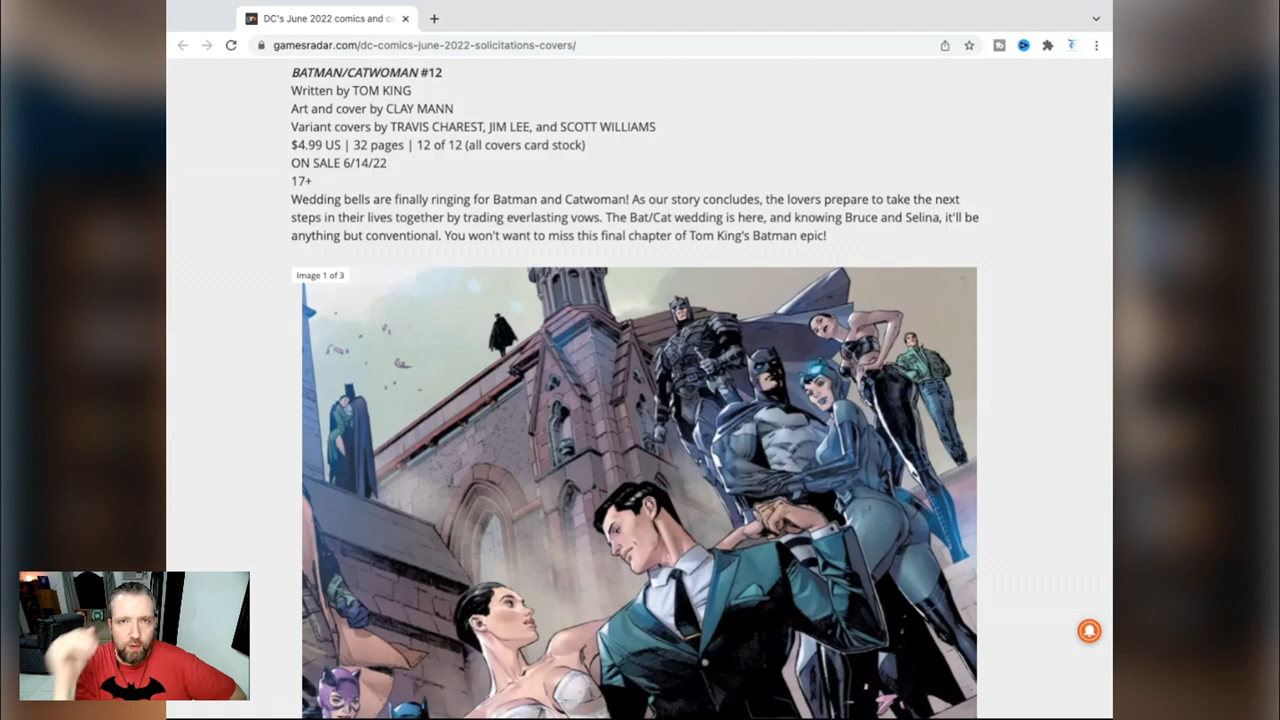 DC's June 2022 comics and c
gamesradar.com/dc-comics-june-2022-solicitations-covers/
BATMAN/CATWOMAN #12
Written by TOM KING
Art and cover by CLAY MANN
Variant covers by TRAVIS CHAREST, JIM LEE, and SCOTT WILLIAMS
$4.99 US | 32 pages | 12 of 12 (all covers card stock)
ON SALE 6/14/22
17+
Wedding bells are finally ringing for Batman and Catwoman! As our story concludes, the lovers prepare to take the next
steps in their lives together by trading everlasting vows. The Bat/Cat wedding is here, and knowing Bruce and Selina, it'll be
anything but conventional. You won't want to miss this final chapter of Tom King's Batman epic!
Image 1 of 3